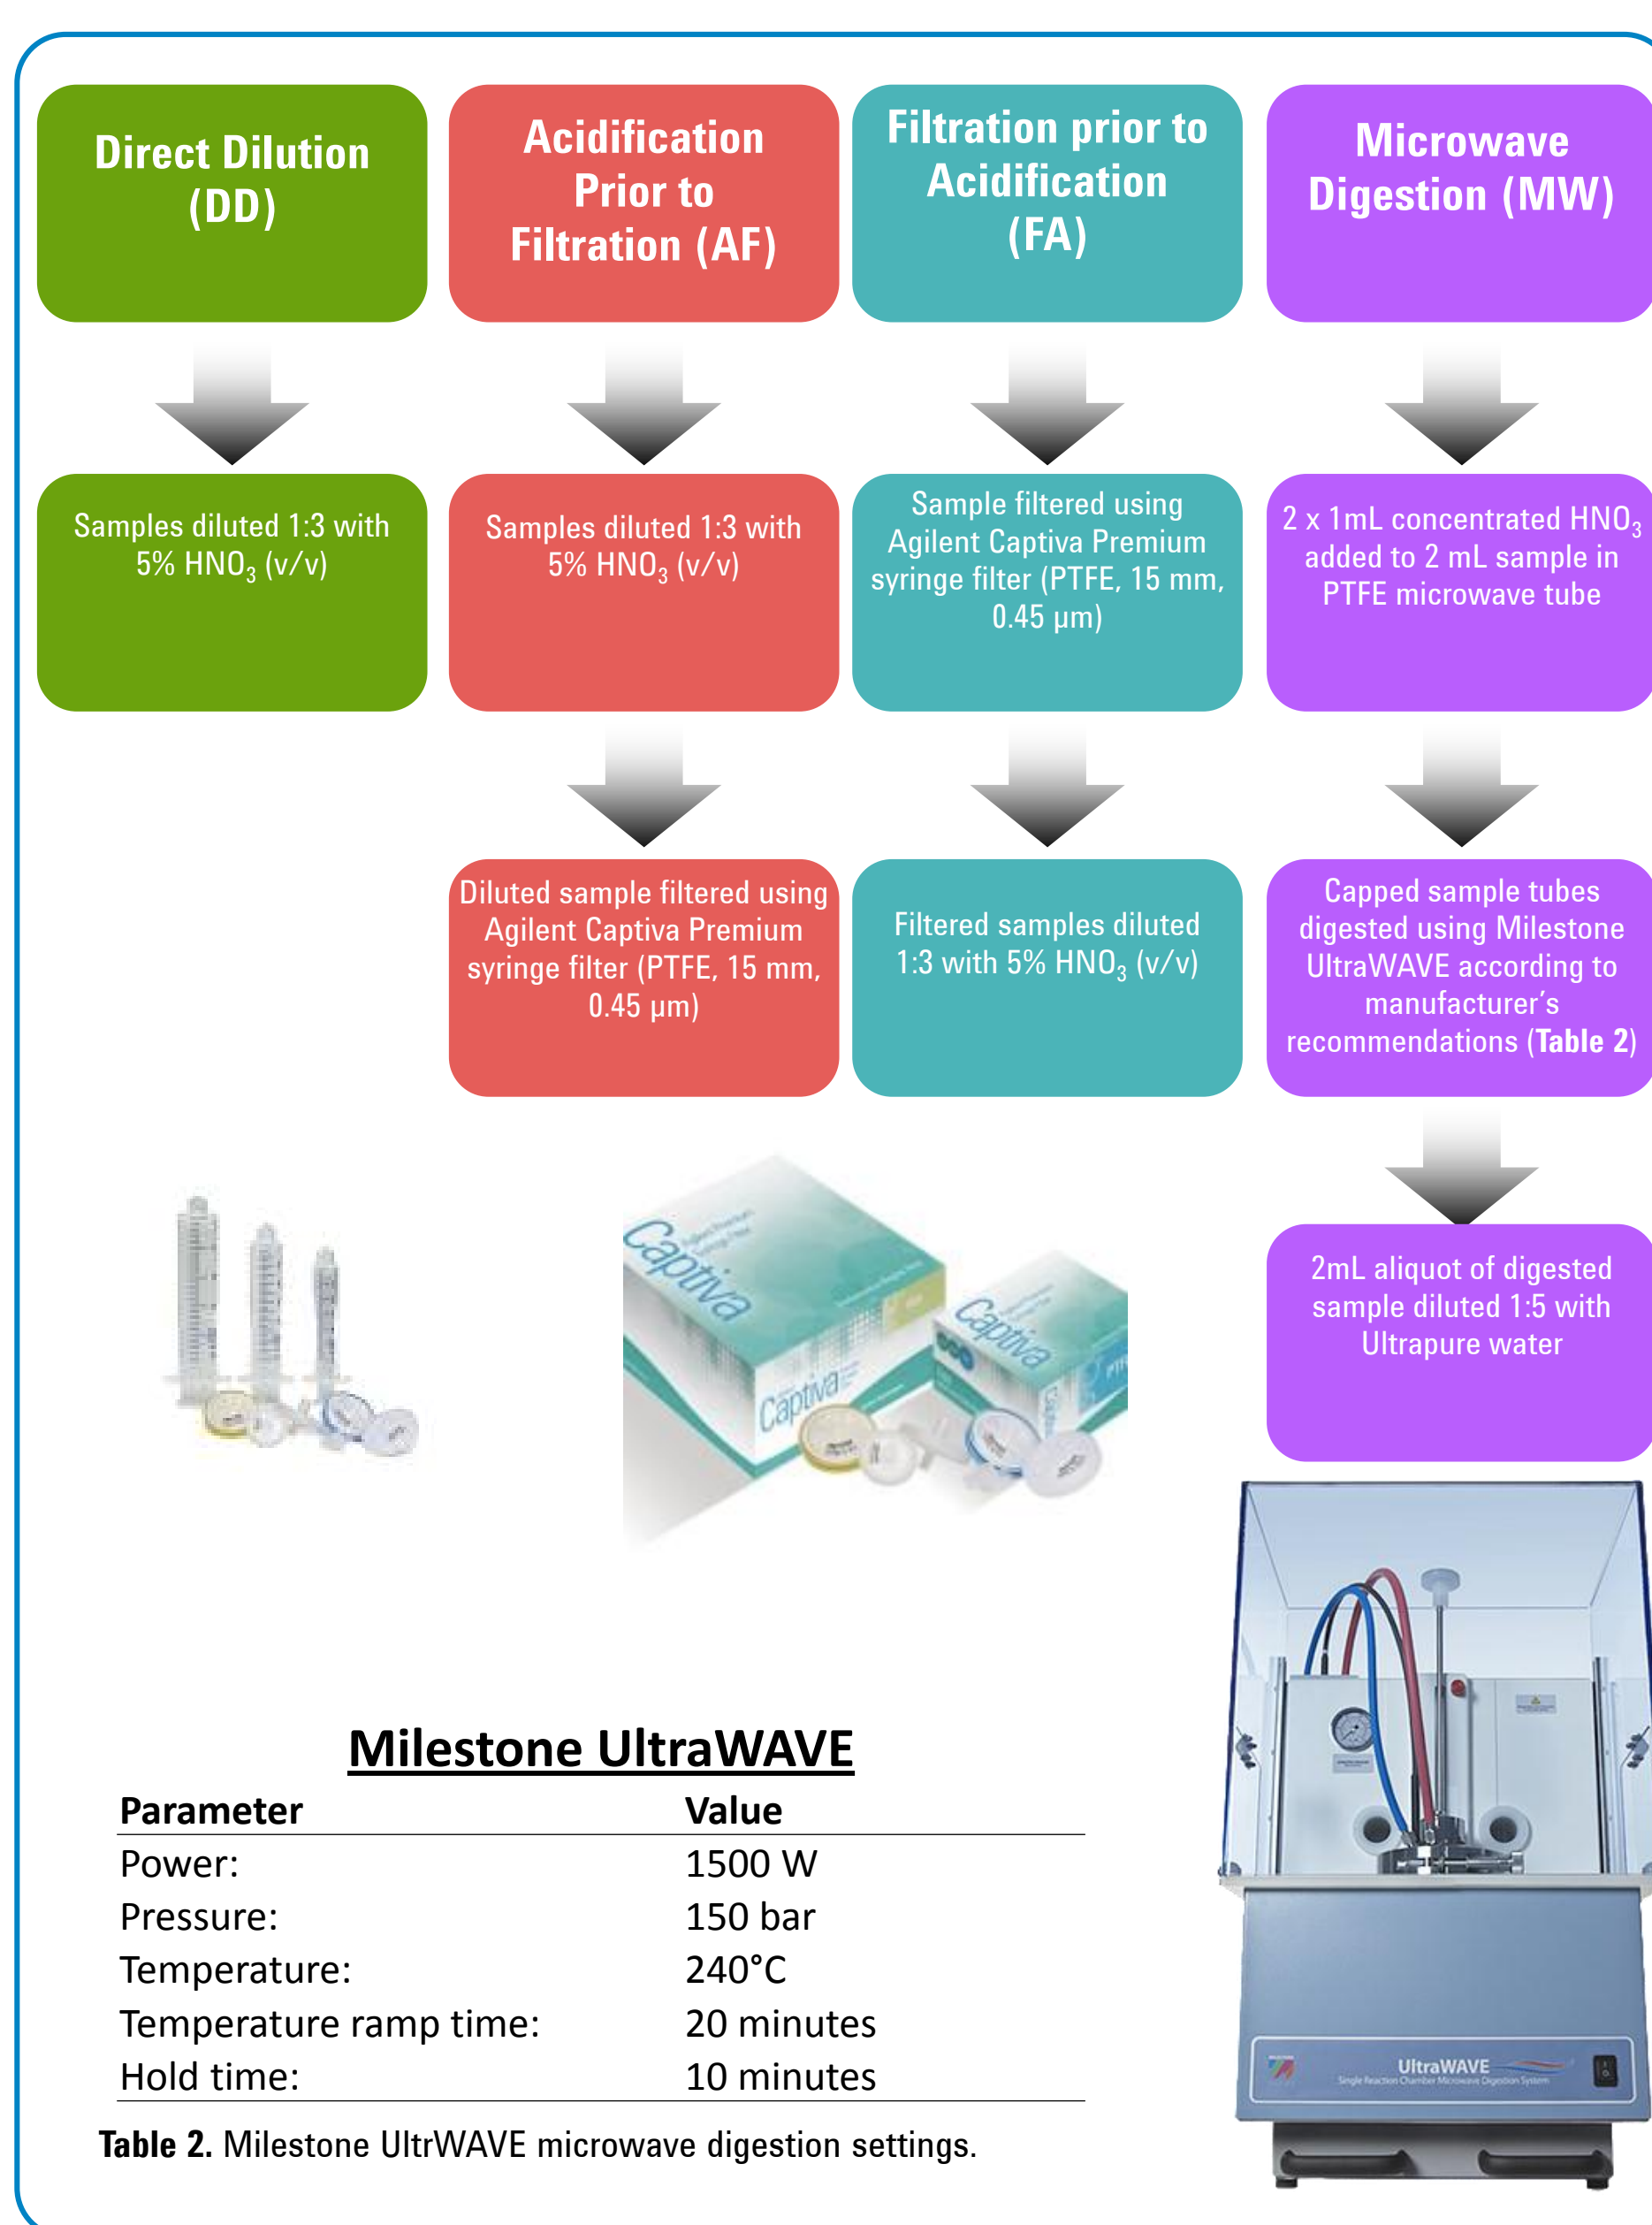 Direct Dilution
(DD)
Acidification
Prior to
Filtration (AF)
Filtration prior to
Acidification
(FA)
Microwave
Digestion (MW)
Samples diluted 1:3 with
5% HNO₃ (v/v)
Samples diluted 1:3 with
5% HNO₃ (v/v)
Sample filtered using
Agilent Captiva Premium
syringe filter (PTFE, 15 mm,
0.45 µm)
2 x 1mL concentrated HNO₃
added to 2 mL sample in
PTFE microwave tube
Diluted sample filtered using
Agilent Captiva Premium
syringe filter (PTFE, 15 mm,
0.45 µm)
Filtered samples diluted
1:3 with 5% HNO₃ (v/v)
Capped sample tubes
digested using Milestone
UltraWAVE according to
manufacturer’s
recommendations (Table 2)
2mL aliquot of digested
sample diluted 1:5 with
Ultrapure water
Captiva
Captiva
Captiva
Milestone UltraWAVE
Parameter Value
Power: 1500 W
Pressure: 150 bar
Temperature: 240°C
Temperature ramp time: 20 minutes
Hold time: 10 minutes
Table 2. Milestone UltrWAVE microwave digestion settings.
UltraWAVE
Single Reaction Chamber Microwave Digestion System